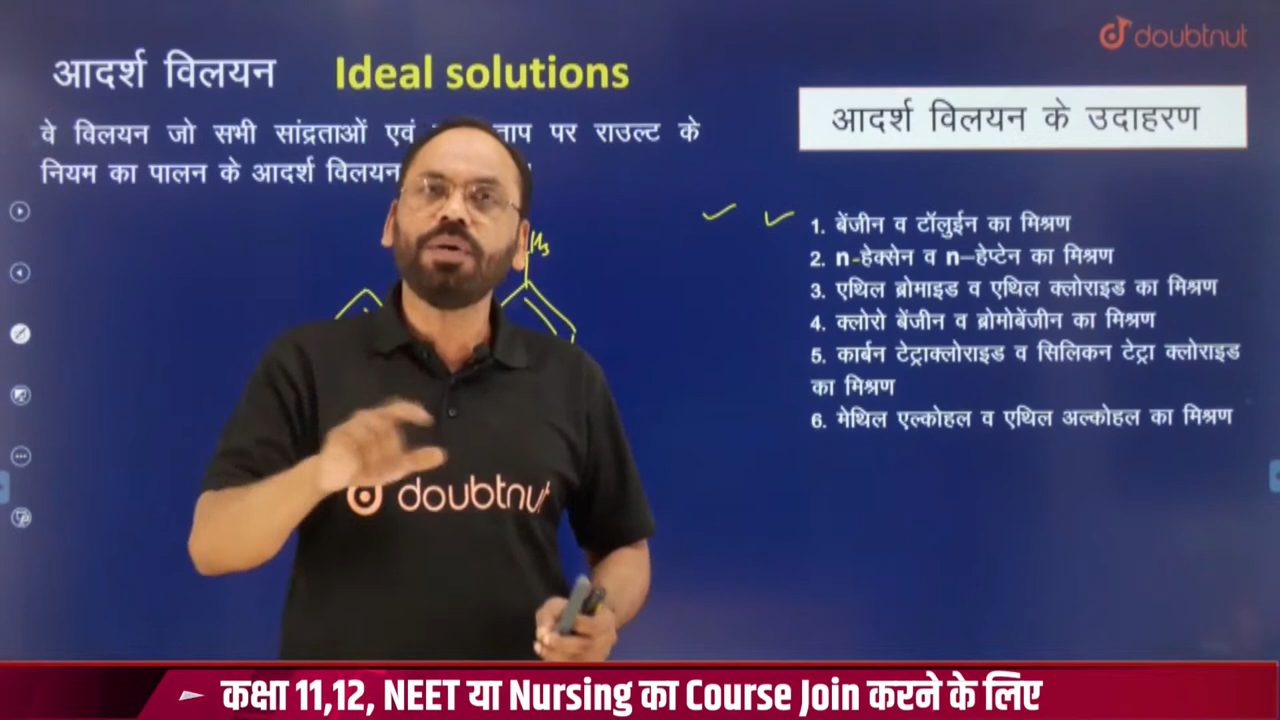 doubtnut
आदर्श विलयन Ideal solutions
वे विलयन जो सभी सांद्रताओं एवं ताप पर राउल्ट के
नियम का पालन के आदर्श विलयन
आदर्श विलयन के उदाहरण
1. बेंजीन व टॉलुईन का मिश्रण
2. n-हेक्सेन व n–हेप्टेन का मिश्रण
3. एथिल ब्रोमाइड व एथिल क्लोराइड का मिश्रण
4. क्लोरो बेंजीन व ब्रोमोबेंजीन का मिश्रण
5. कार्बन टेट्राक्लोराइड व सिलिकन टेट्रा क्लोराइड
का मिश्रण
6. मेथिल एल्कोहल व एथिल अल्कोहल का मिश्रण
doubtnut
कक्षा 11,12, NEET या Nursing का Course Join करने के लिए